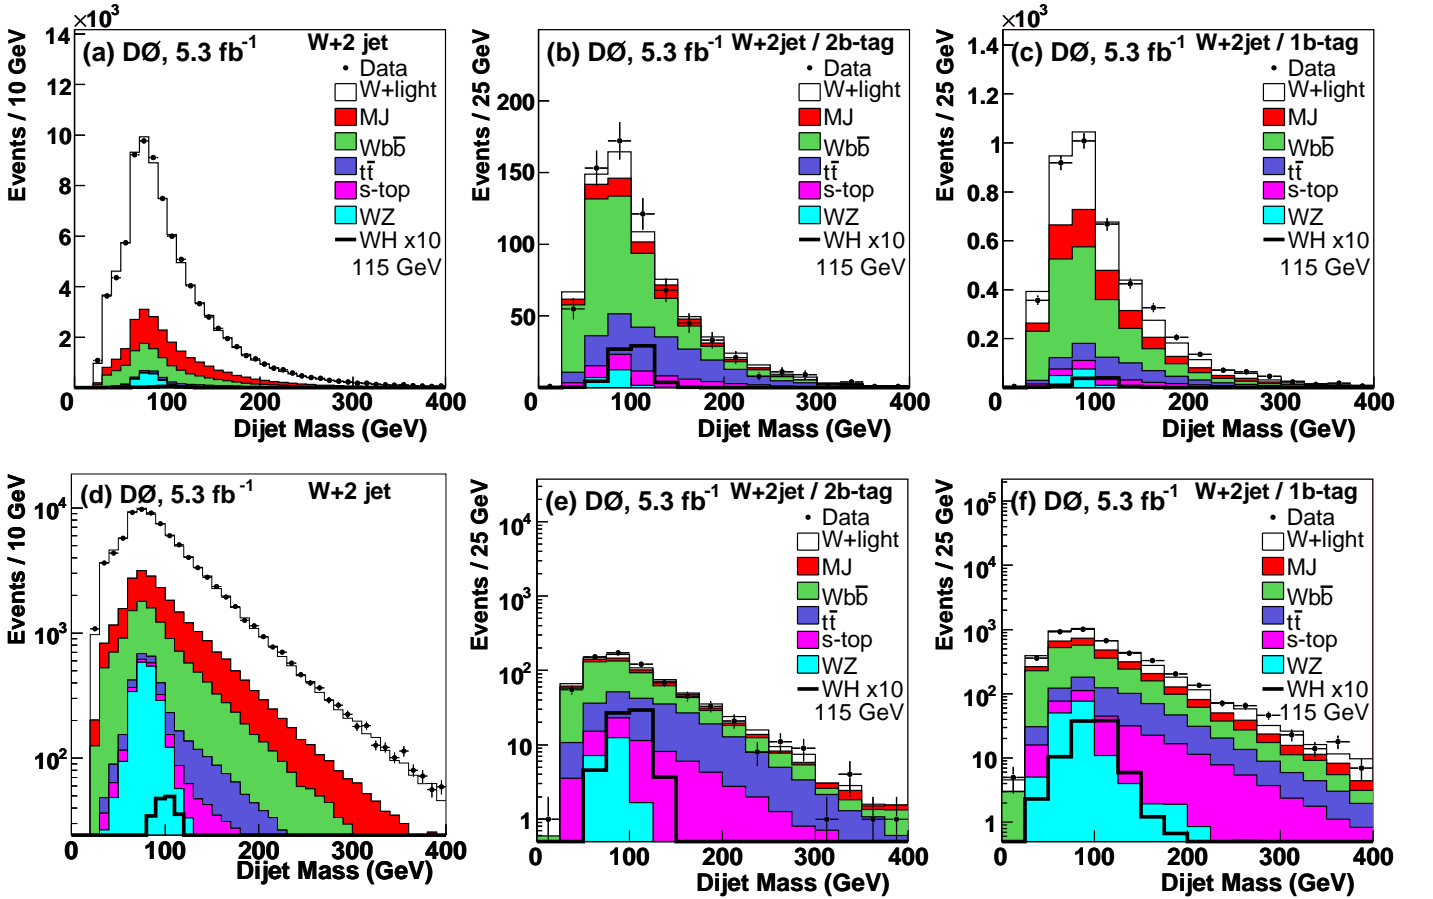 ×10³
(a) DØ, 5.3 fb⁻¹ W+2 jet
Data
W+light
MJ
Wbb̅
tt̅
s-top
WZ
WH x10
115 GeV
14
12
10
8
6
4
2
0 100 200 300 400
Events / 10 GeV
Dijet Mass (GeV)
(b) DØ, 5.3 fb⁻¹ W+2jet / 2b-tag
Data
W+light
MJ
Wbb̅
tt̅
s-top
WZ
WH x10
115 GeV
200
150
100
50
0 100 200 300 400
Events / 25 GeV
Dijet Mass (GeV)
×10³
(c) DØ, 5.3 fb⁻¹ W+2jet / 1b-tag
Data
W+light
MJ
Wbb̅
tt̅
s-top
WZ
WH x10
115 GeV
1.4
1.2
1
0.8
0.6
0.4
0.2
0 100 200 300 400
Events / 25 GeV
Dijet Mass (GeV)
(d) DØ, 5.3 fb⁻¹ W+2 jet
10⁴
10³
10²
0 100 200 300 400
Events / 10 GeV
Dijet Mass (GeV)
(e) DØ, 5.3 fb⁻¹ W+2jet / 2b-tag
Data
W+light
MJ
Wbb̅
tt̅
s-top
WZ
WH x10
115 GeV
10⁴
10³
10²
10
1
0 100 200 300 400
Events / 25 GeV
Dijet Mass (GeV)
(f) DØ, 5.3 fb⁻¹ W+2jet / 1b-tag
Data
W+light
MJ
Wbb̅
tt̅
s-top
WZ
WH x10
115 GeV
10⁵
10⁴
10³
10²
10
1
0 100 200 300 400
Events / 25 GeV
Dijet Mass (GeV)